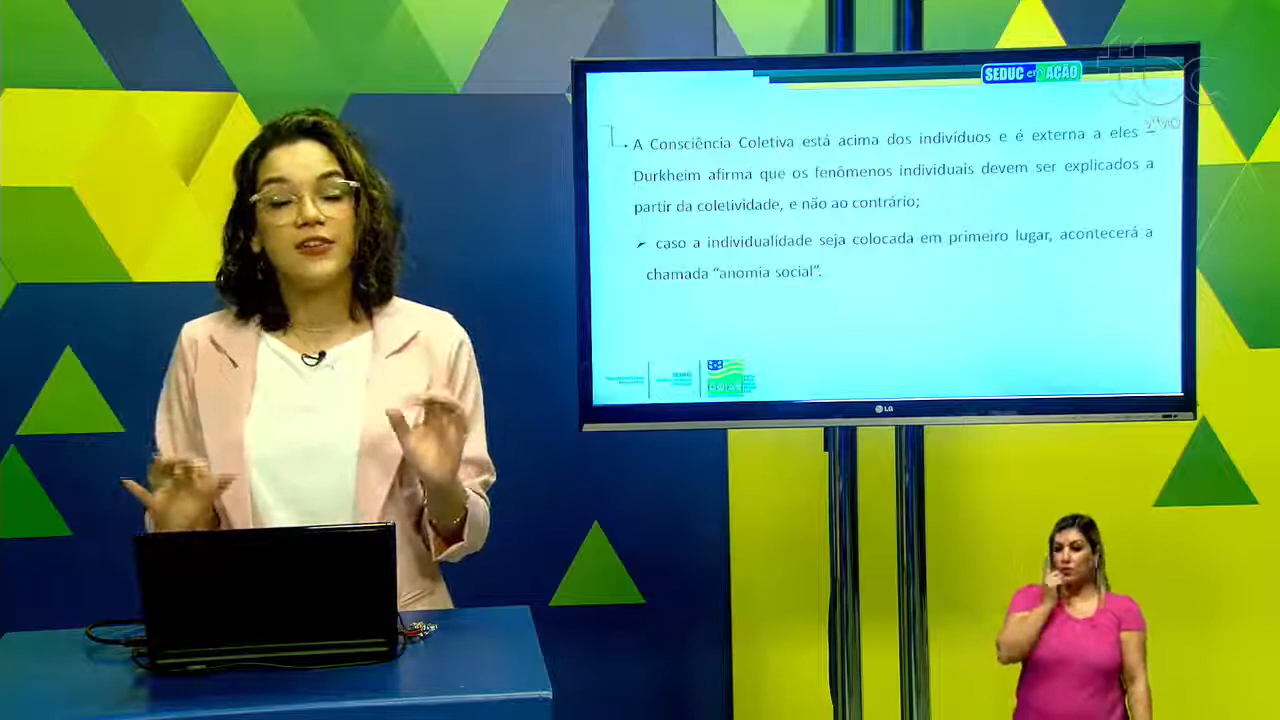 SEDUC em AÇÃO
tbc
VIVO
A Consciência Coletiva está acima dos indivíduos e é externa a eles –
Durkheim afirma que os fenômenos individuais devem ser explicados a
partir da coletividade, e não ao contrário;
caso a individualidade seja colocada em primeiro lugar, acontecerá a
chamada “anomia social”.
LG